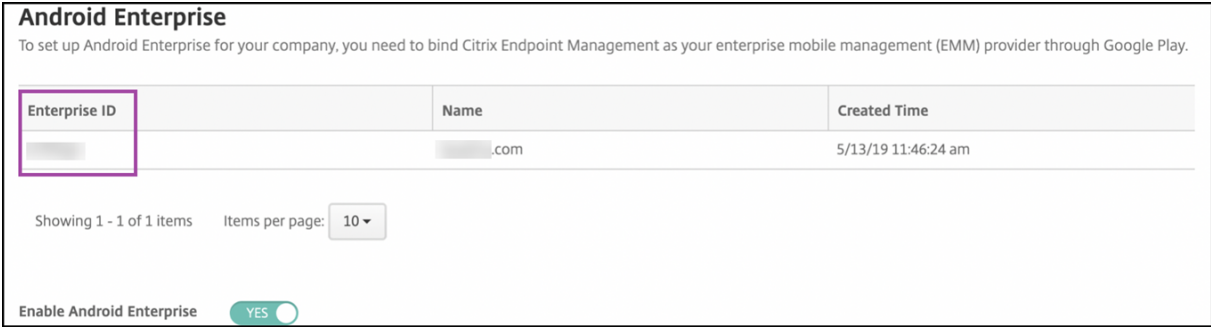 Android Enterprise
To set up Android Enterprise for your company, you need to bind Citrix Endpoint Management as your enterprise mobile management (EMM) provider through Google Play.
Enterprise ID Name Created Time
.com 5/13/19 11:46:24 am
Showing 1 - 1 of 1 items Items per page: 10
Enable Android Enterprise YES